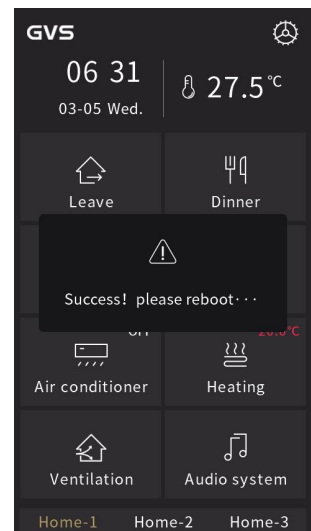 GVS
06 31
03-05 Wed.
27.5℃
Leave
Dinner
Success! please reboot···
Air conditioner
Heating
Ventilation
Audio system
Home-1 Home-2 Home-3